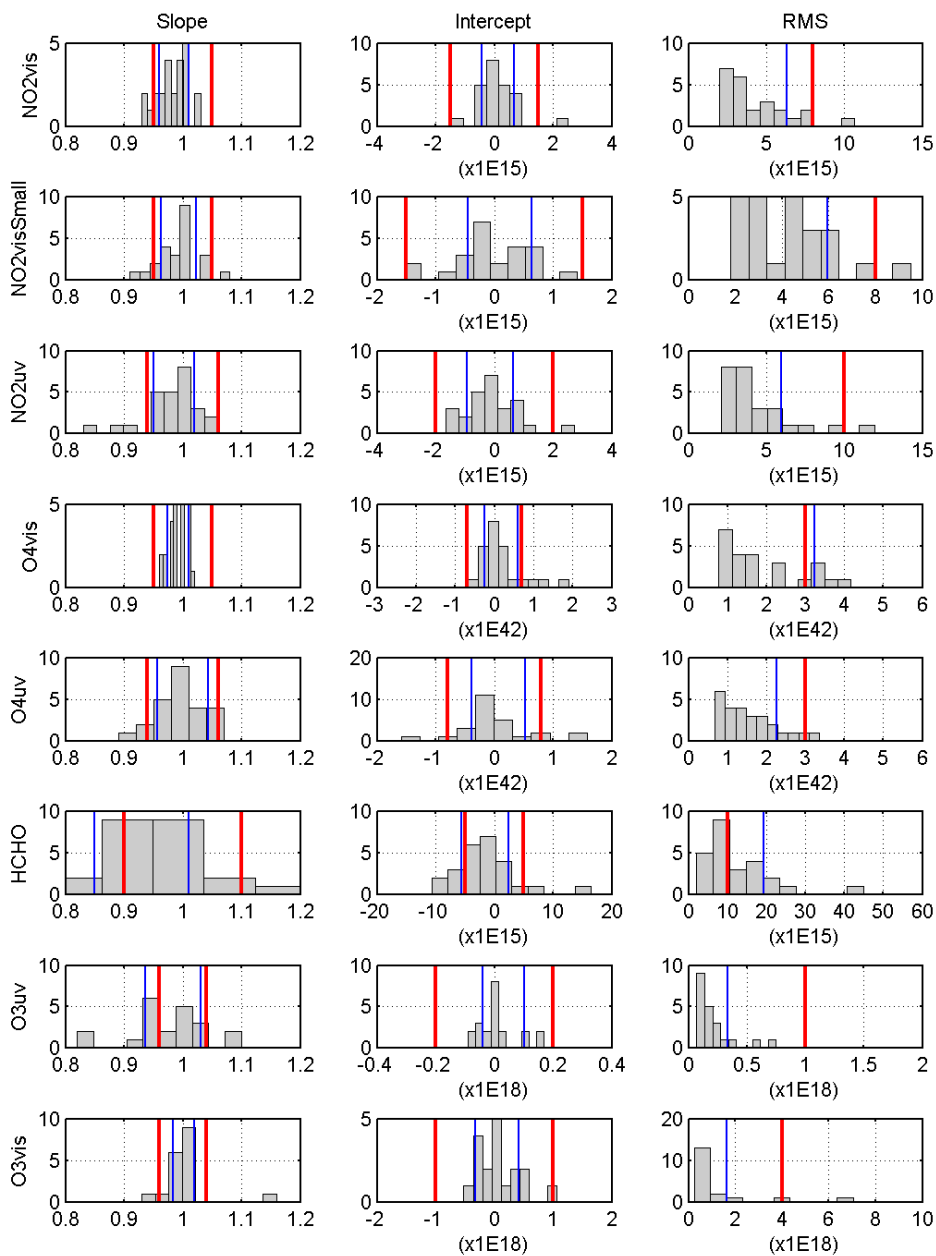 Slope Intercept RMS
NO2vis
0 5
0.8 0.9 1 1.1 1.2
0 5 10
-4 -2 0 2 4
(x1E15)
0 5 10
0 5 10 15
(x1E15)
NO2visSmall
0 5 10
0.8 0.9 1 1.1 1.2
0 5 10
-2 -1 0 1 2
(x1E15)
0 5
2 4 6 8 10
(x1E15)
NO2uv
0 5 10
0.8 0.9 1 1.1 1.2
0 5 10
-4 -2 0 2 4
(x1E15)
0 5 10
0 5 10 15
(x1E15)
O4vis
0 5
0.8 0.9 1 1.1 1.2
0 5 10
-3 -2 -1 0 1 2 3
(x1E42)
0 5 10
0 1 2 3 4 5 6
(x1E42)
O4uv
0 5 10
0.8 0.9 1 1.1 1.2
0 10 20
-2 -1 0 1 2
(x1E42)
0 5 10
0 1 2 3 4 5 6
(x1E42)
HCHO
0 5 10
0.8 0.9 1 1.1 1.2
0 5 10
-20 -10 0 10 20
(x1E15)
0 5 10
0 10 20 30 40 50 60
(x1E15)
O3uv
0 5 10
0.8 0.9 1 1.1 1.2
0 5 10
-0.4 -0.2 0 0.2 0.4
(x1E18)
0 5 10
0 0.5 1 1.5 2
(x1E18)
O3vis
0 5 10
0.8 0.9 1 1.1 1.2
0 5
-2 -1 0 1 2
(x1E18)
0 10 20
0 2 4 6 8 10
(x1E18)